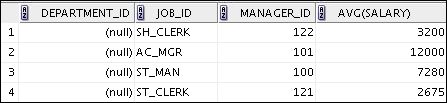 DEPARTMENT_ID JOB_ID MANAGER_ID AVG(SALARY)
1 (null) SH_CLERK 122 3200
2 (null) AC_MGR 101 12000
3 (null) ST_MAN 100 7280
4 (null) ST_CLERK 121 2675